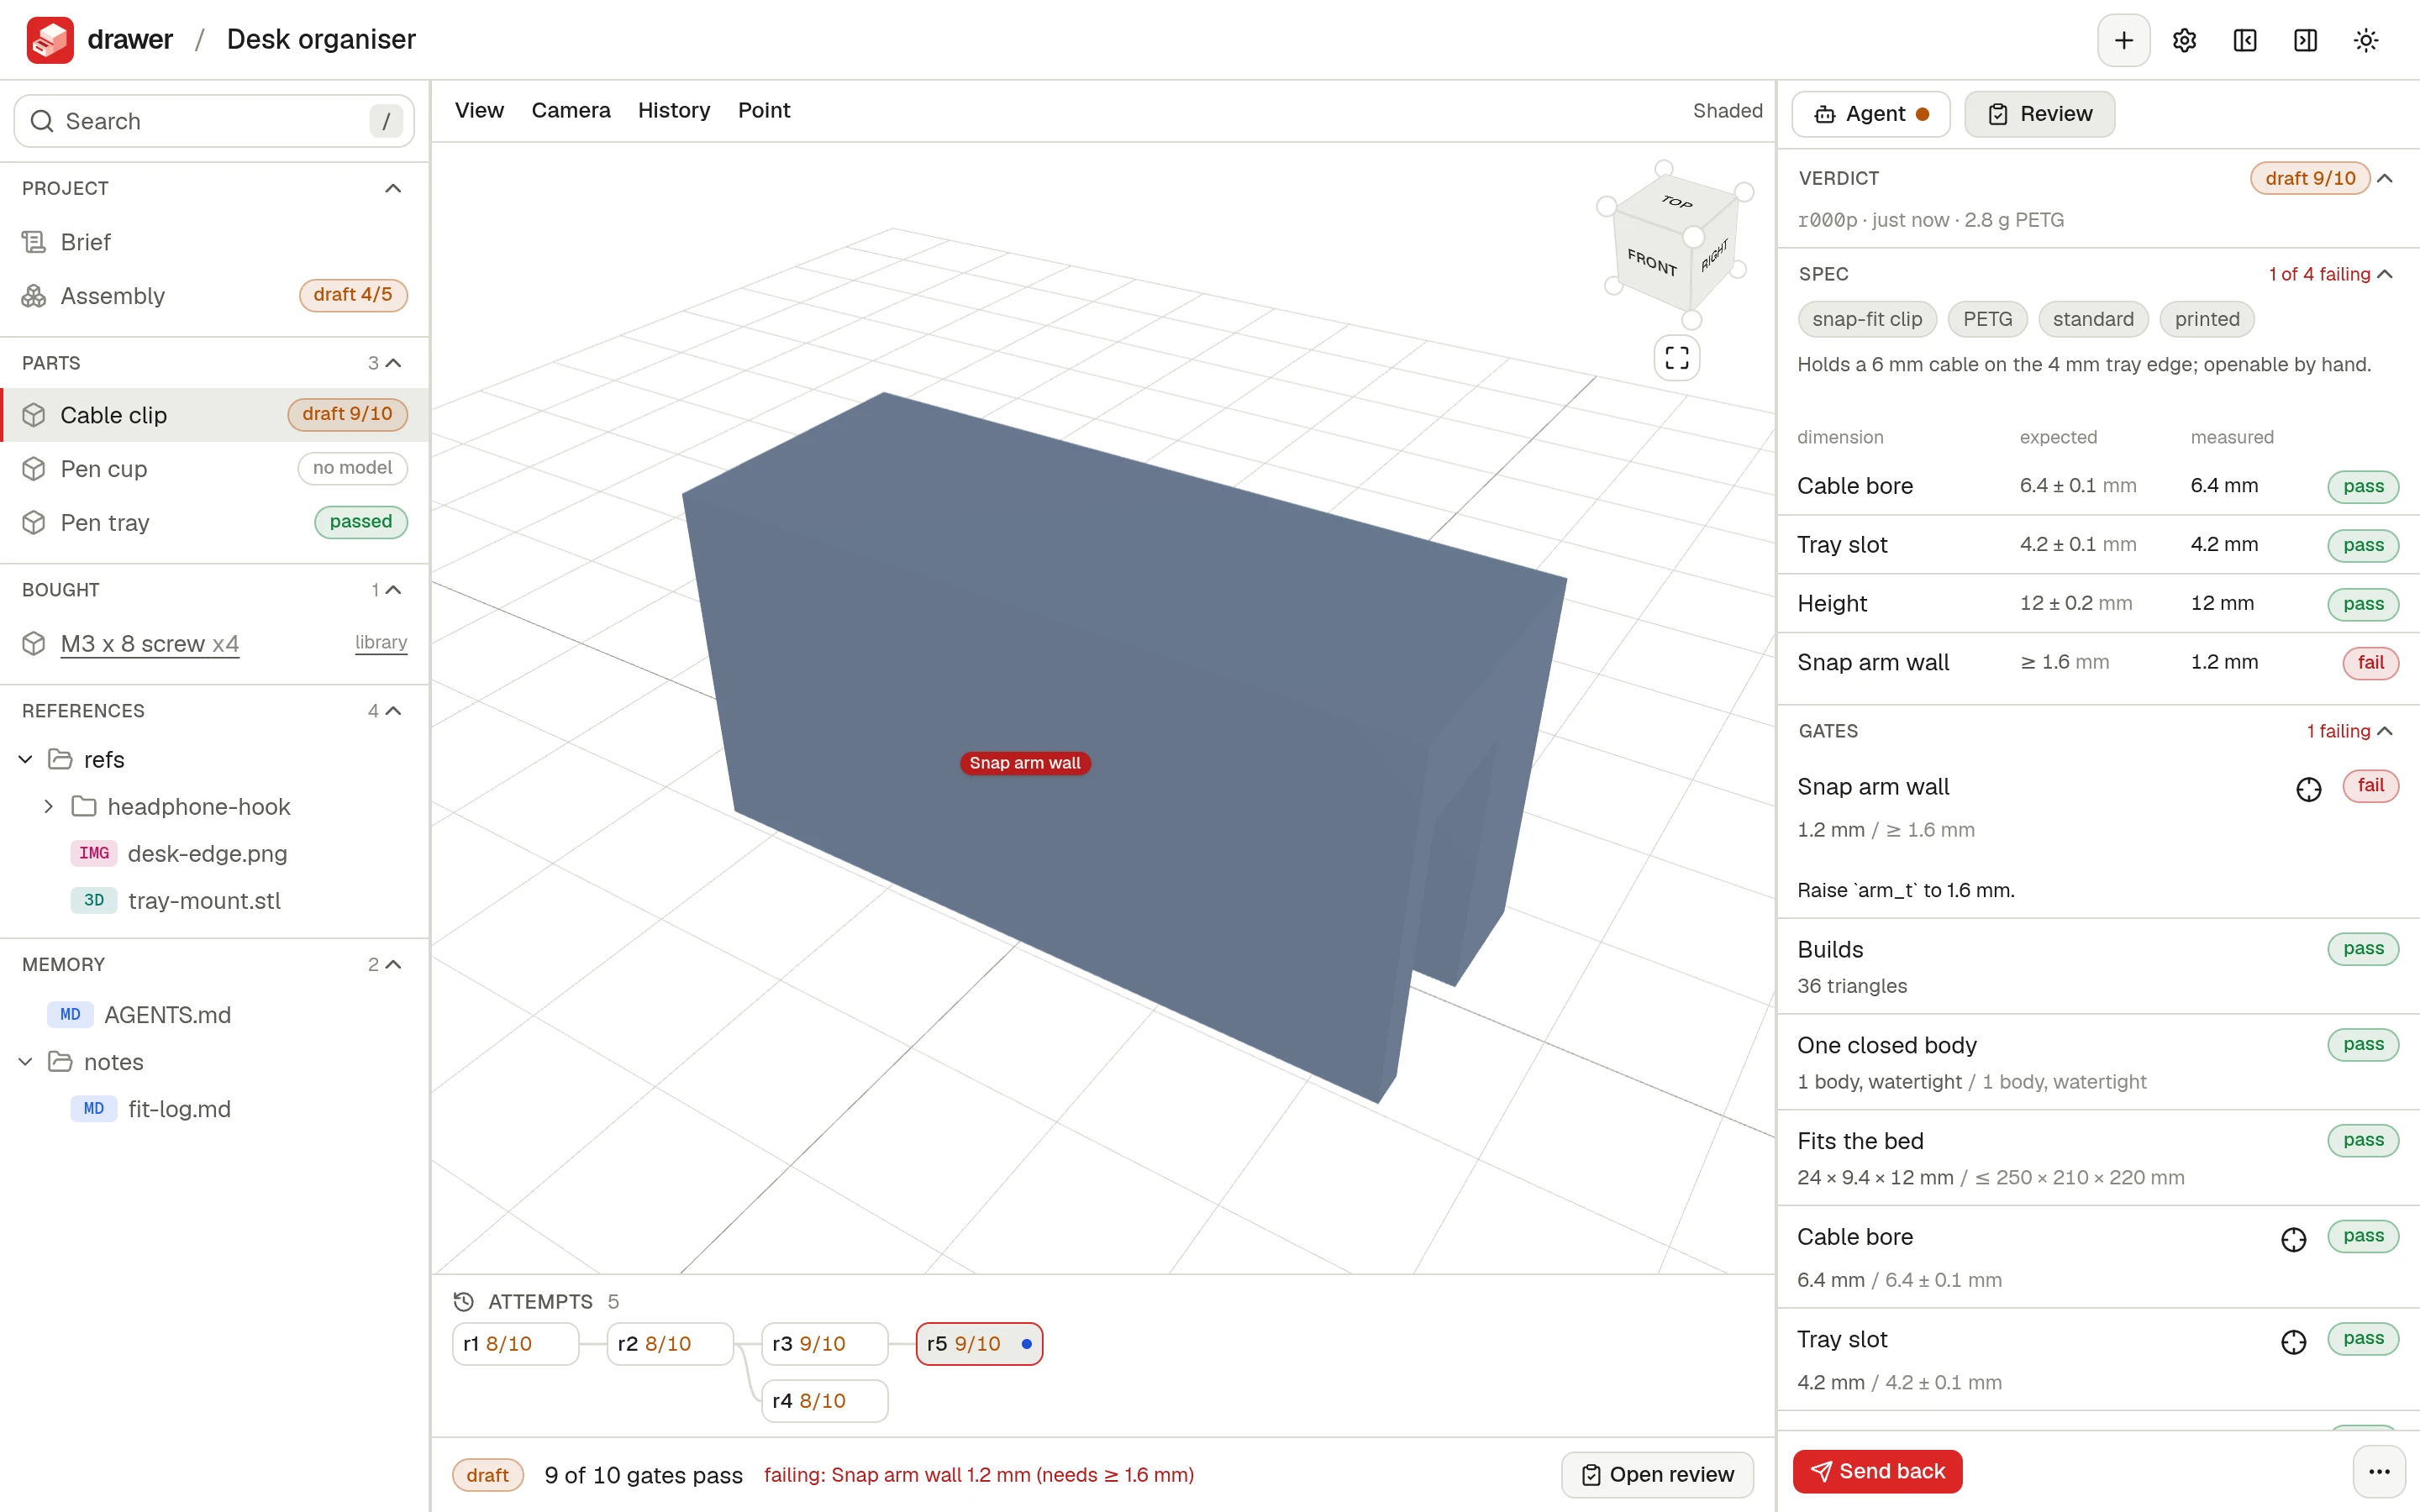 drawer / Desk organiser
Search /
PROJECT
Brief
Assembly draft 4/5
PARTS 3
Cable clip draft 9/10
Pen cup no model
Pen tray passed
BOUGHT 1
M3 x 8 screw x4 library
REFERENCES 4
refs
headphone-hook
IMG desk-edge.png
3D tray-mount.stl
MEMORY 2
MD AGENTS.md
notes
MD fit-log.md
View Camera History Point Shaded
TOP
FRONT RIGHT
Snap arm wall
ATTEMPTS 5
r1 8/10 r2 8/10 r3 9/10 r5 9/10
r4 8/10
draft 9 of 10 gates pass failing: Snap arm wall 1.2 mm (needs ≥ 1.6 mm) Open review
Agent Review
VERDICT draft 9/10
r000p · just now · 2.8 g PETG
SPEC 1 of 4 failing
snap-fit clip PETG standard printed
Holds a 6 mm cable on the 4 mm tray edge; openable by hand.
dimension expected measured
Cable bore 6.4 ± 0.1 mm 6.4 mm pass
Tray slot 4.2 ± 0.1 mm 4.2 mm pass
Height 12 ± 0.2 mm 12 mm pass
Snap arm wall ≥ 1.6 mm 1.2 mm fail
GATES 1 failing
Snap arm wall fail
1.2 mm / ≥ 1.6 mm
Raise `arm_t` to 1.6 mm.
Builds pass
36 triangles
One closed body pass
1 body, watertight / 1 body, watertight
Fits the bed pass
24 × 9.4 × 12 mm / ≤ 250 × 210 × 220 mm
Cable bore pass
6.4 mm / 6.4 ± 0.1 mm
Tray slot pass
4.2 mm / 4.2 ± 0.1 mm
Send back